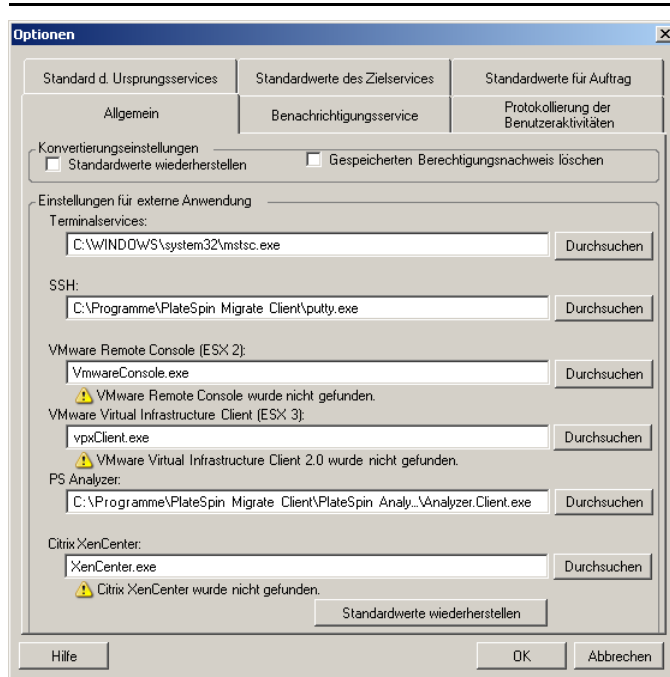 Optionen
Standard d. Ursprungsservices
Standardwerte des Zielservices
Standardwerte für Auftrag
Allgemein
Benachrichtigungsservice
Protokollierung der
Benutzeraktivitäten
Konvertierungseinstellungen
Standardwerte wiederherstellen
Gespeicherten Berechtigungsnachweis löschen
Einstellungen für externe Anwendung
Terminalservices:
C:\WINDOWS\system32\mstsc.exe
Durchsuchen
SSH:
C:\Programme\PlateSpin Migrate Client\putty.exe
Durchsuchen
VMware Remote Console (ESX 2):
VmwareConsole.exe
Durchsuchen
VMware Remote Console wurde nicht gefunden.
VMware Virtual Infrastructure Client (ESX 3):
vpxClient.exe
Durchsuchen
VMware Virtual Infrastructure Client 2.0 wurde nicht gefunden.
PS Analyzer:
C:\Programme\PlateSpin Migrate Client\PlateSpin Analy...\Analyzer.Client.exe
Durchsuchen
Citrix XenCenter:
XenCenter.exe
Durchsuchen
Citrix XenCenter wurde nicht gefunden.
Standardwerte wiederherstellen
Hilfe
OK
Abbrechen